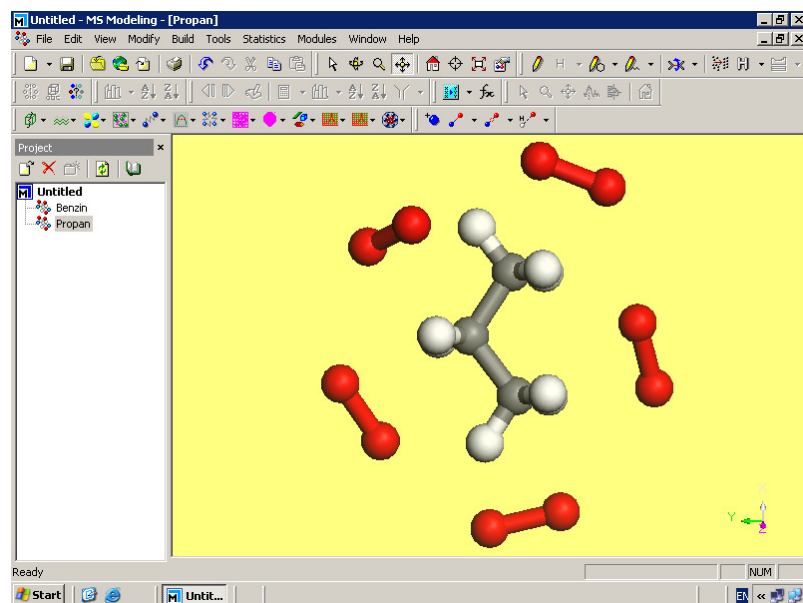 Untitled - MS Modeling - [Propan]
File Edit View Modify Build Tools Statistics Modules Window Help
Project
Untitled
Benzin
Propan
Y
Z
Ready
NUM
Start
Untit...
EN